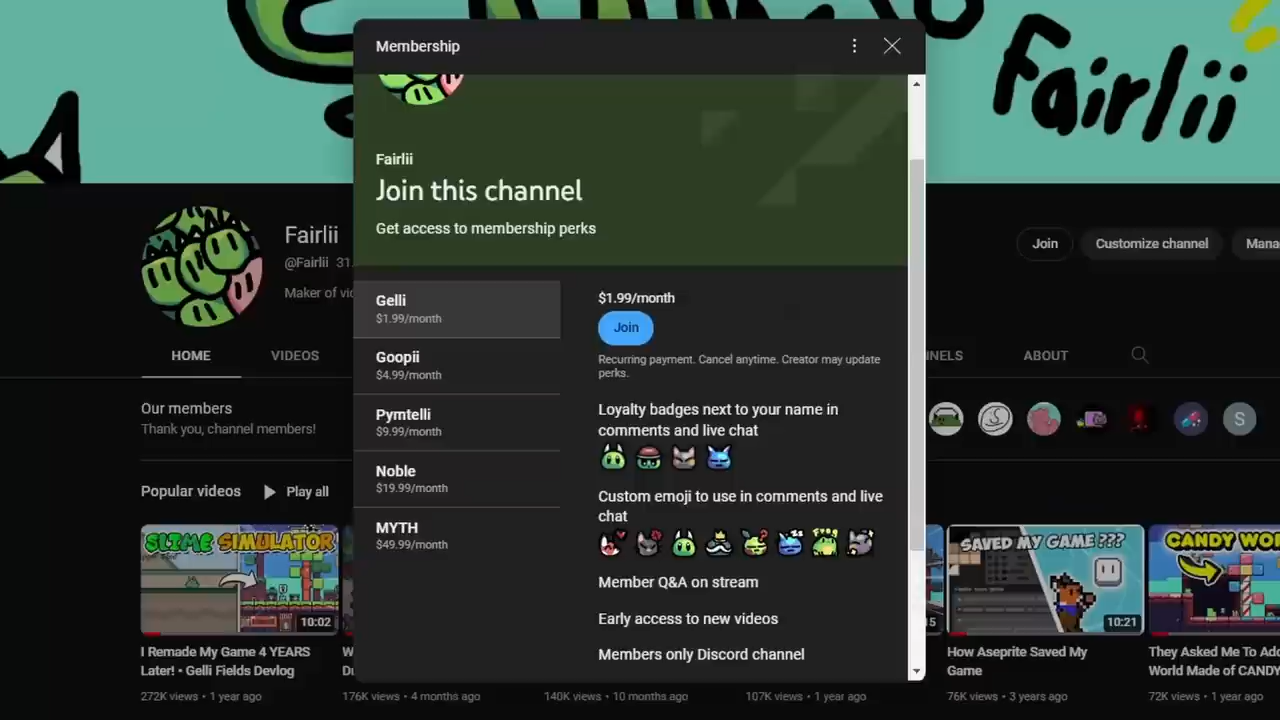 Fairlii
Membership
Fairlii
Join this channel
Get access to membership perks
Fairlii
@Fairlii 31
Maker of
Join
Customize channel
HOME
VIDEOS
ABOUT
Gelli
$1.99/month
Goopii
$4.99/month
Pymtelli
$9.99/month
Noble
$19.99/month
MYTH
$49.99/month
$1.99/month
Join
Recurring payment. Cancel anytime. Creator may update
perks.
Loyalty badges next to your name in
comments and live chat
Custom emoji to use in comments and live
chat
Member Q&A on stream
Early access to new videos
Members only Discord channel
Our members
Thank you, channel members!
S
Popular videos
Play all
SLIME SIMULATOR
10:02
SAVED MY GAME ???
10:21
CANDY
I Remade My Game 4 YEARS
Later! • Gelli Fields Devlog
272K views • 1 year ago
176K views • 4 months ago
140K views • 10 months ago
107K views • 1 year ago
How Aseprite Saved My
Game
76K views • 3 years ago
They Asked Me To
World Made of
72K views • 1 year ago